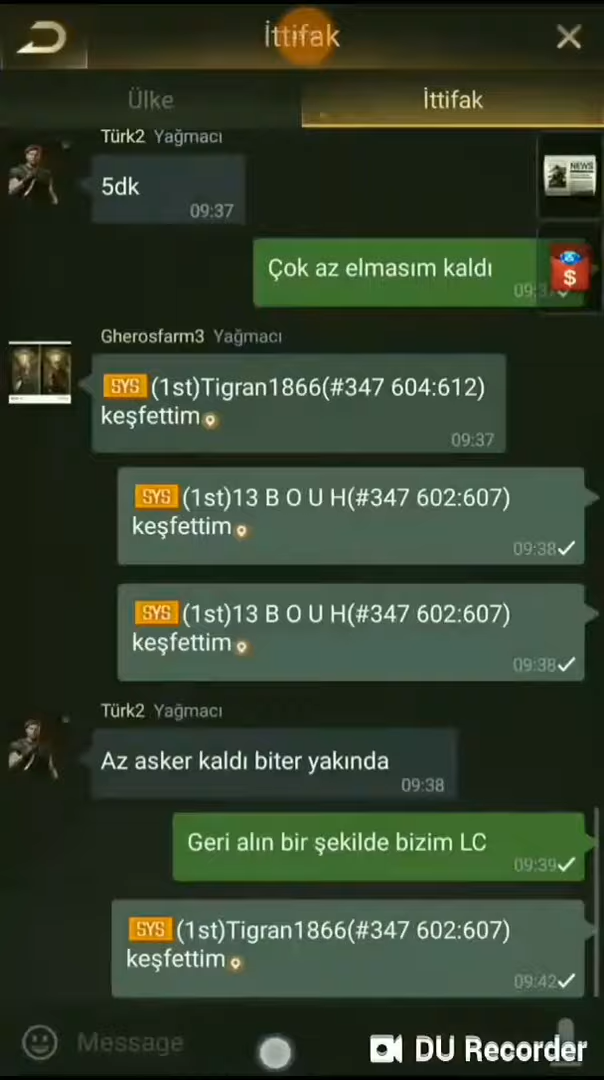 İttifak
Ülke
İttifak
Türk2 Yağmacı
5dk
09:37
NEWS
Çok az elmasım kaldı
$
Gherosfarm3 Yağmacı
SYS (1st)Tigran1866(#347 604:612)
keşfettim
09:37
SYS (1st)13 B O U H(#347 602:607)
keşfettim
09:38
SYS (1st)13 B O U H(#347 602:607)
keşfettim
09:38
Türk2 Yağmacı
Az asker kaldı biter yakında
09:38
Geri alın bir şekilde bizim LC
09:39
SYS (1st)Tigran1866(#347 602:607)
keşfettim
09:42
Message
DU Recorder